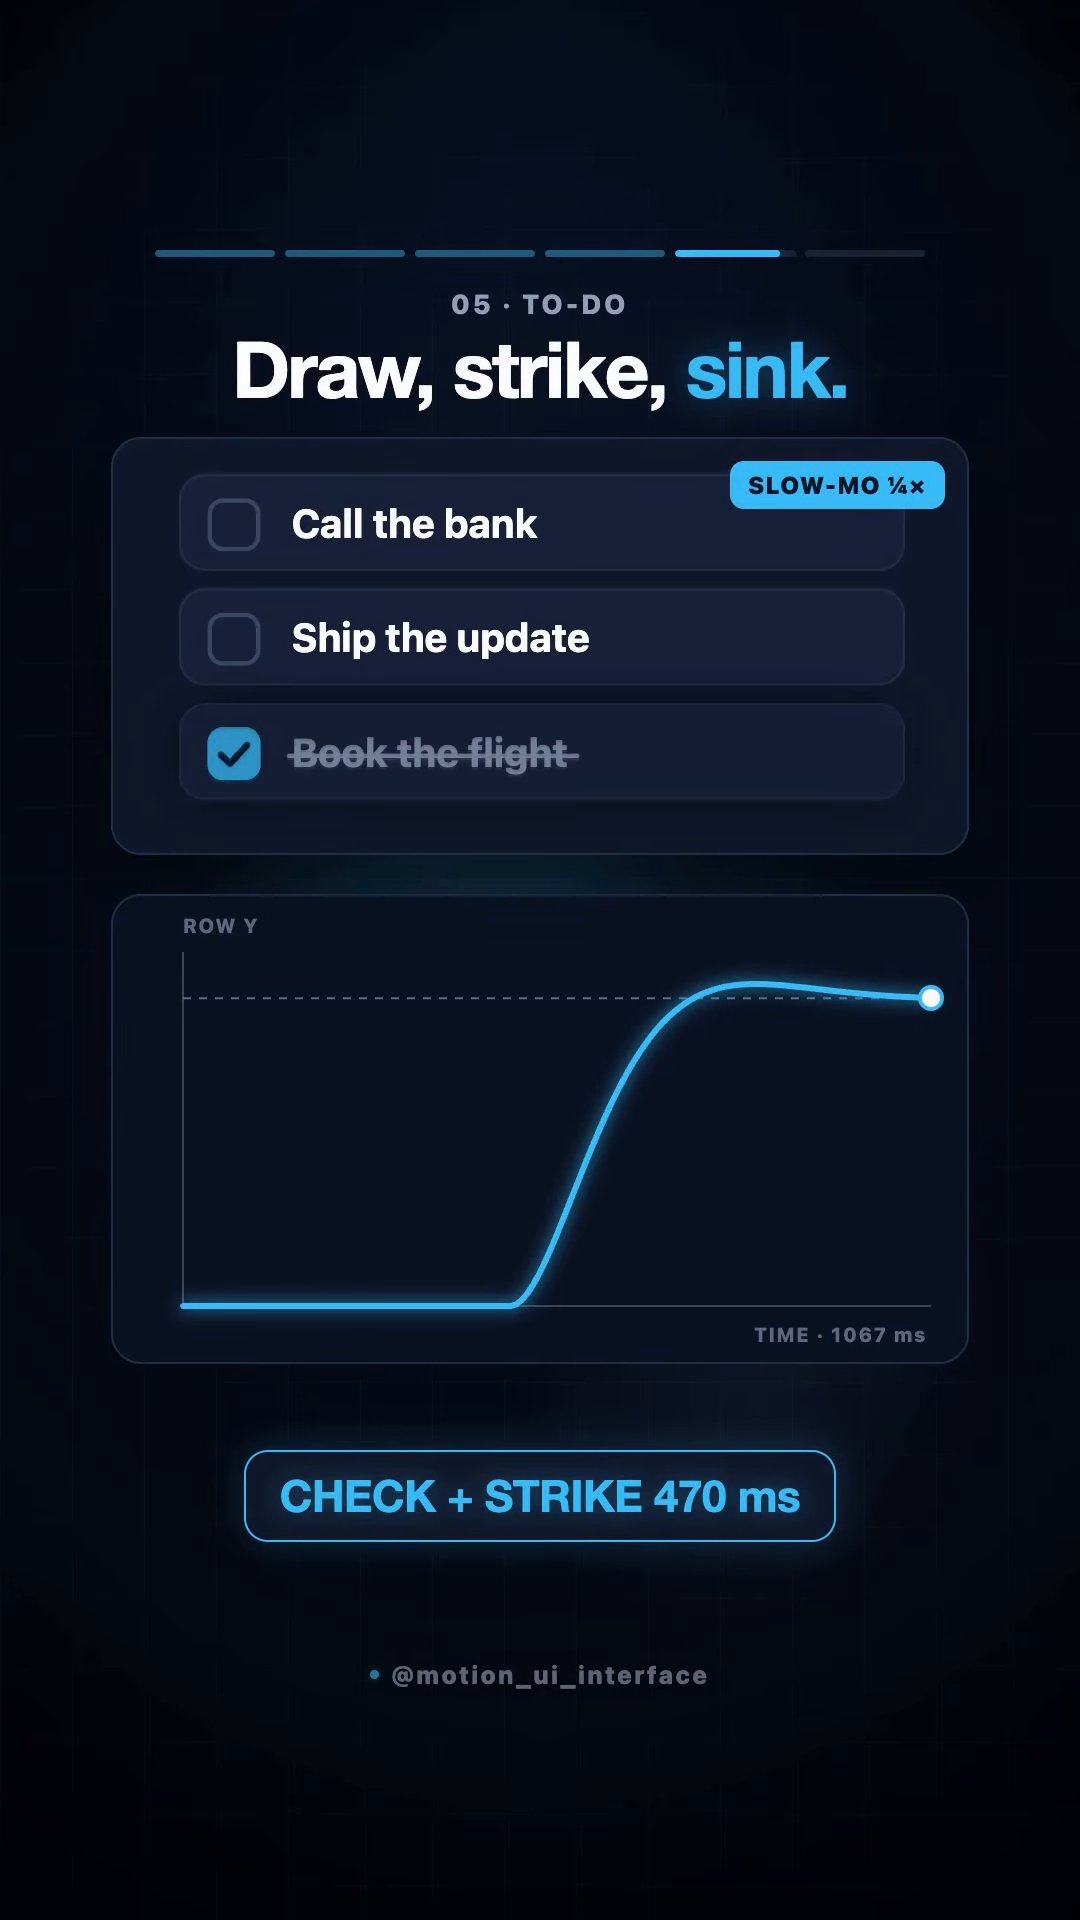 05 · TO-DO
Draw, strike, sink.
SLOW-MO ¼×
Call the bank
Ship the update
Book the flight
ROW Y
TIME · 1067 ms
CHECK + STRIKE 470 ms
@motion_ui_interface